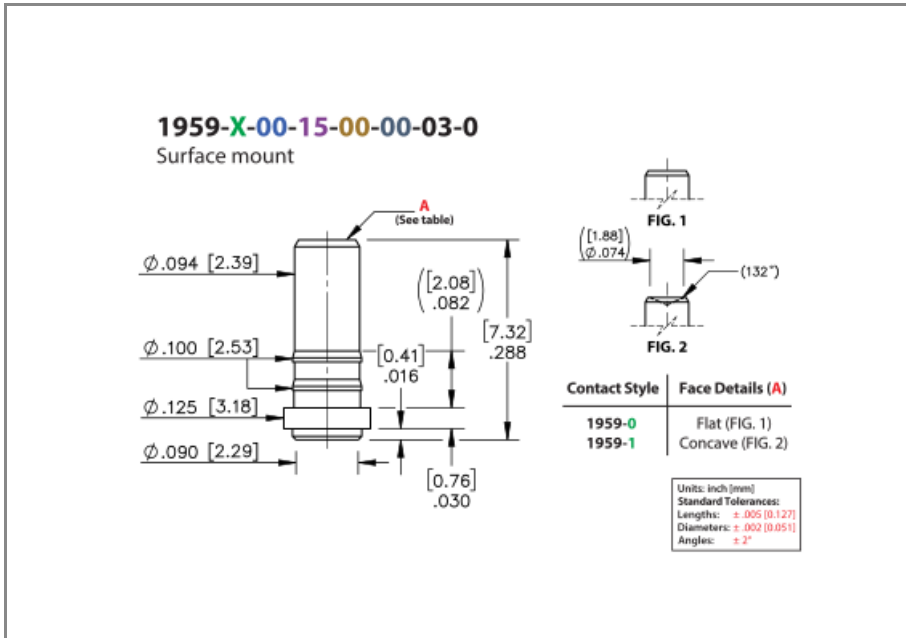 1959-X-00-15-00-00-03-0
Surface mount
A
(See table)
Ø.094 [2.39]
Ø.100 [2.53]
Ø.125 [3.18]
Ø.090 [2.29]
([2.08])
.082
[0.41]
.016
[7.32]
.288
[0.76]
.030
FIG. 1
([1.88])
Ø.074
(132°)
FIG. 2
Contact Style Face Details (A)
1959-0 Flat (FIG. 1)
1959-1 Concave (FIG. 2)
Units: inch [mm]
Standard Tolerances:
Lengths: ± .005 [0.127]
Diameters: ± .002 [0.051]
Angles: ± 2°